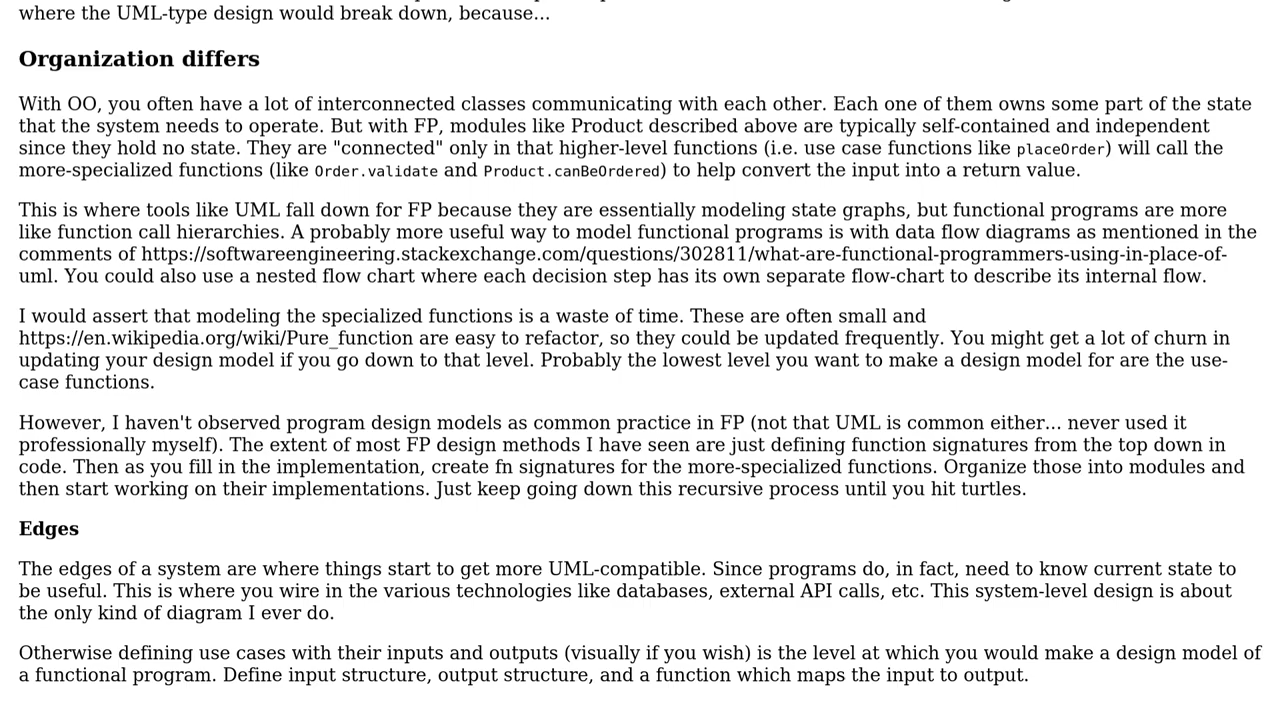 where the UML-type design would break down, because...
Organization differs
With OO, you often have a lot of interconnected classes communicating with each other. Each one of them owns some part of the state
that the system needs to operate. But with FP, modules like Product described above are typically self-contained and independent
since they hold no state. They are "connected" only in that higher-level functions (i.e. use case functions like placeOrder) will call the
more-specialized functions (like Order.validate and Product.canBeOrdered) to help convert the input into a return value.
This is where tools like UML fall down for FP because they are essentially modeling state graphs, but functional programs are more
like function call hierarchies. A probably more useful way to model functional programs is with data flow diagrams as mentioned in the
comments of https://softwareengineering.stackexchange.com/questions/302811/what-are-functional-programmers-using-in-place-of-
uml. You could also use a nested flow chart where each decision step has its own separate flow-chart to describe its internal flow.
I would assert that modeling the specialized functions is a waste of time. These are often small and
https://en.wikipedia.org/wiki/Pure_function are easy to refactor, so they could be updated frequently. You might get a lot of churn in
updating your design model if you go down to that level. Probably the lowest level you want to make a design model for are the use-
case functions.
However, I haven't observed program design models as common practice in FP (not that UML is common either... never used it
professionally myself). The extent of most FP design methods I have seen are just defining function signatures from the top down in
code. Then as you fill in the implementation, create fn signatures for the more-specialized functions. Organize those into modules and
then start working on their implementations. Just keep going down this recursive process until you hit turtles.
Edges
The edges of a system are where things start to get more UML-compatible. Since programs do, in fact, need to know current state to
be useful. This is where you wire in the various technologies like databases, external API calls, etc. This system-level design is about
the only kind of diagram I ever do.
Otherwise defining use cases with their inputs and outputs (visually if you wish) is the level at which you would make a design model of
a functional program. Define input structure, output structure, and a function which maps the input to output.